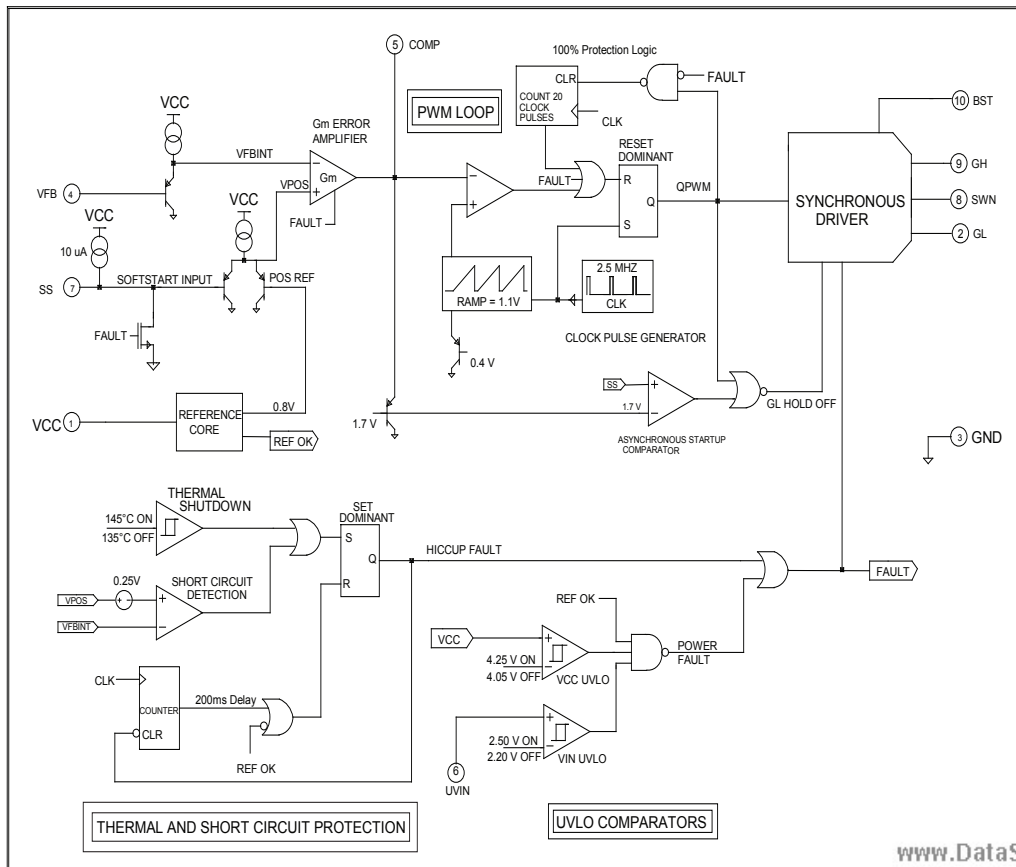 5 COMP
100% Protection Logic
VCC
CLR
FAULT
COUNT 20
CLOCK
PULSES
PWM LOOP
CLK
10 BST
Gm ERROR
AMPLIFIER
VFBINT
−
Gm
+
VPOS
FAULT
−
+
FAULT
RESET
DOMINANT
R
Q
S
QPWM
SYNCHRONOUS
DRIVER
9 GH
8 SWN
2 GL
VFB 4
VCC
VCC
10 uA
SS 7
SOFTSTART INPUT
POS REF
FAULT
RAMP = 1.1V
2.5 MHZ
CLK
CLOCK PULSE GENERATOR
0.4 V
SS
+
1.7 V
−
GL HOLD OFF
ASYNCHRONOUS STARTUP
COMPARATOR
VCC 1
REFERENCE
CORE
0.8V
REF OK
1.7 V
3 GND
THERMAL
SHUTDOWN
145°C ON
135°C OFF
SET
DOMINANT
S
Q
R
HICCUP FAULT
FAULT
0.25V
SHORT CIRCUIT
DETECTION
VPOS
+ −
+
VFBINT
−
REF OK
VCC
+
4.25 V ON
−
4.05 V OFF
VCC UVLO
POWER
FAULT
CLK
COUNTER
CLR
200ms Delay
REF OK
+
2.50 V ON
−
2.20 V OFF
VIN UVLO
6
UVIN
THERMAL AND SHORT CIRCUIT PROTECTION
UVLO COMPARATORS
www.DataS